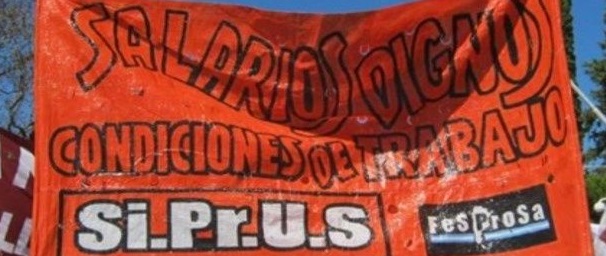 SALARIOS DIGNOS
CONDICIONES DE TRABAJO
Si.Pr.U.S
FeSProSa